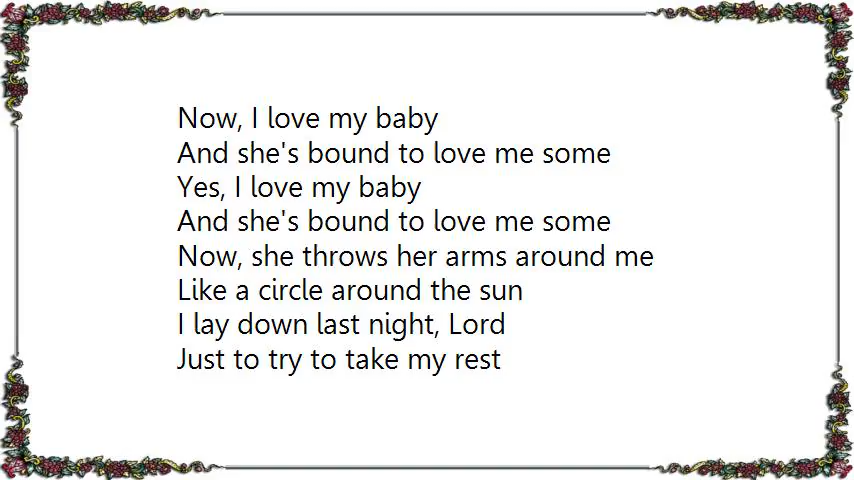 Now, I love my baby
And she's bound to love me some
Yes, I love my baby
And she's bound to love me some
Now, she throws her arms around me
Like a circle around the sun
I lay down last night, Lord
Just to try to take my rest